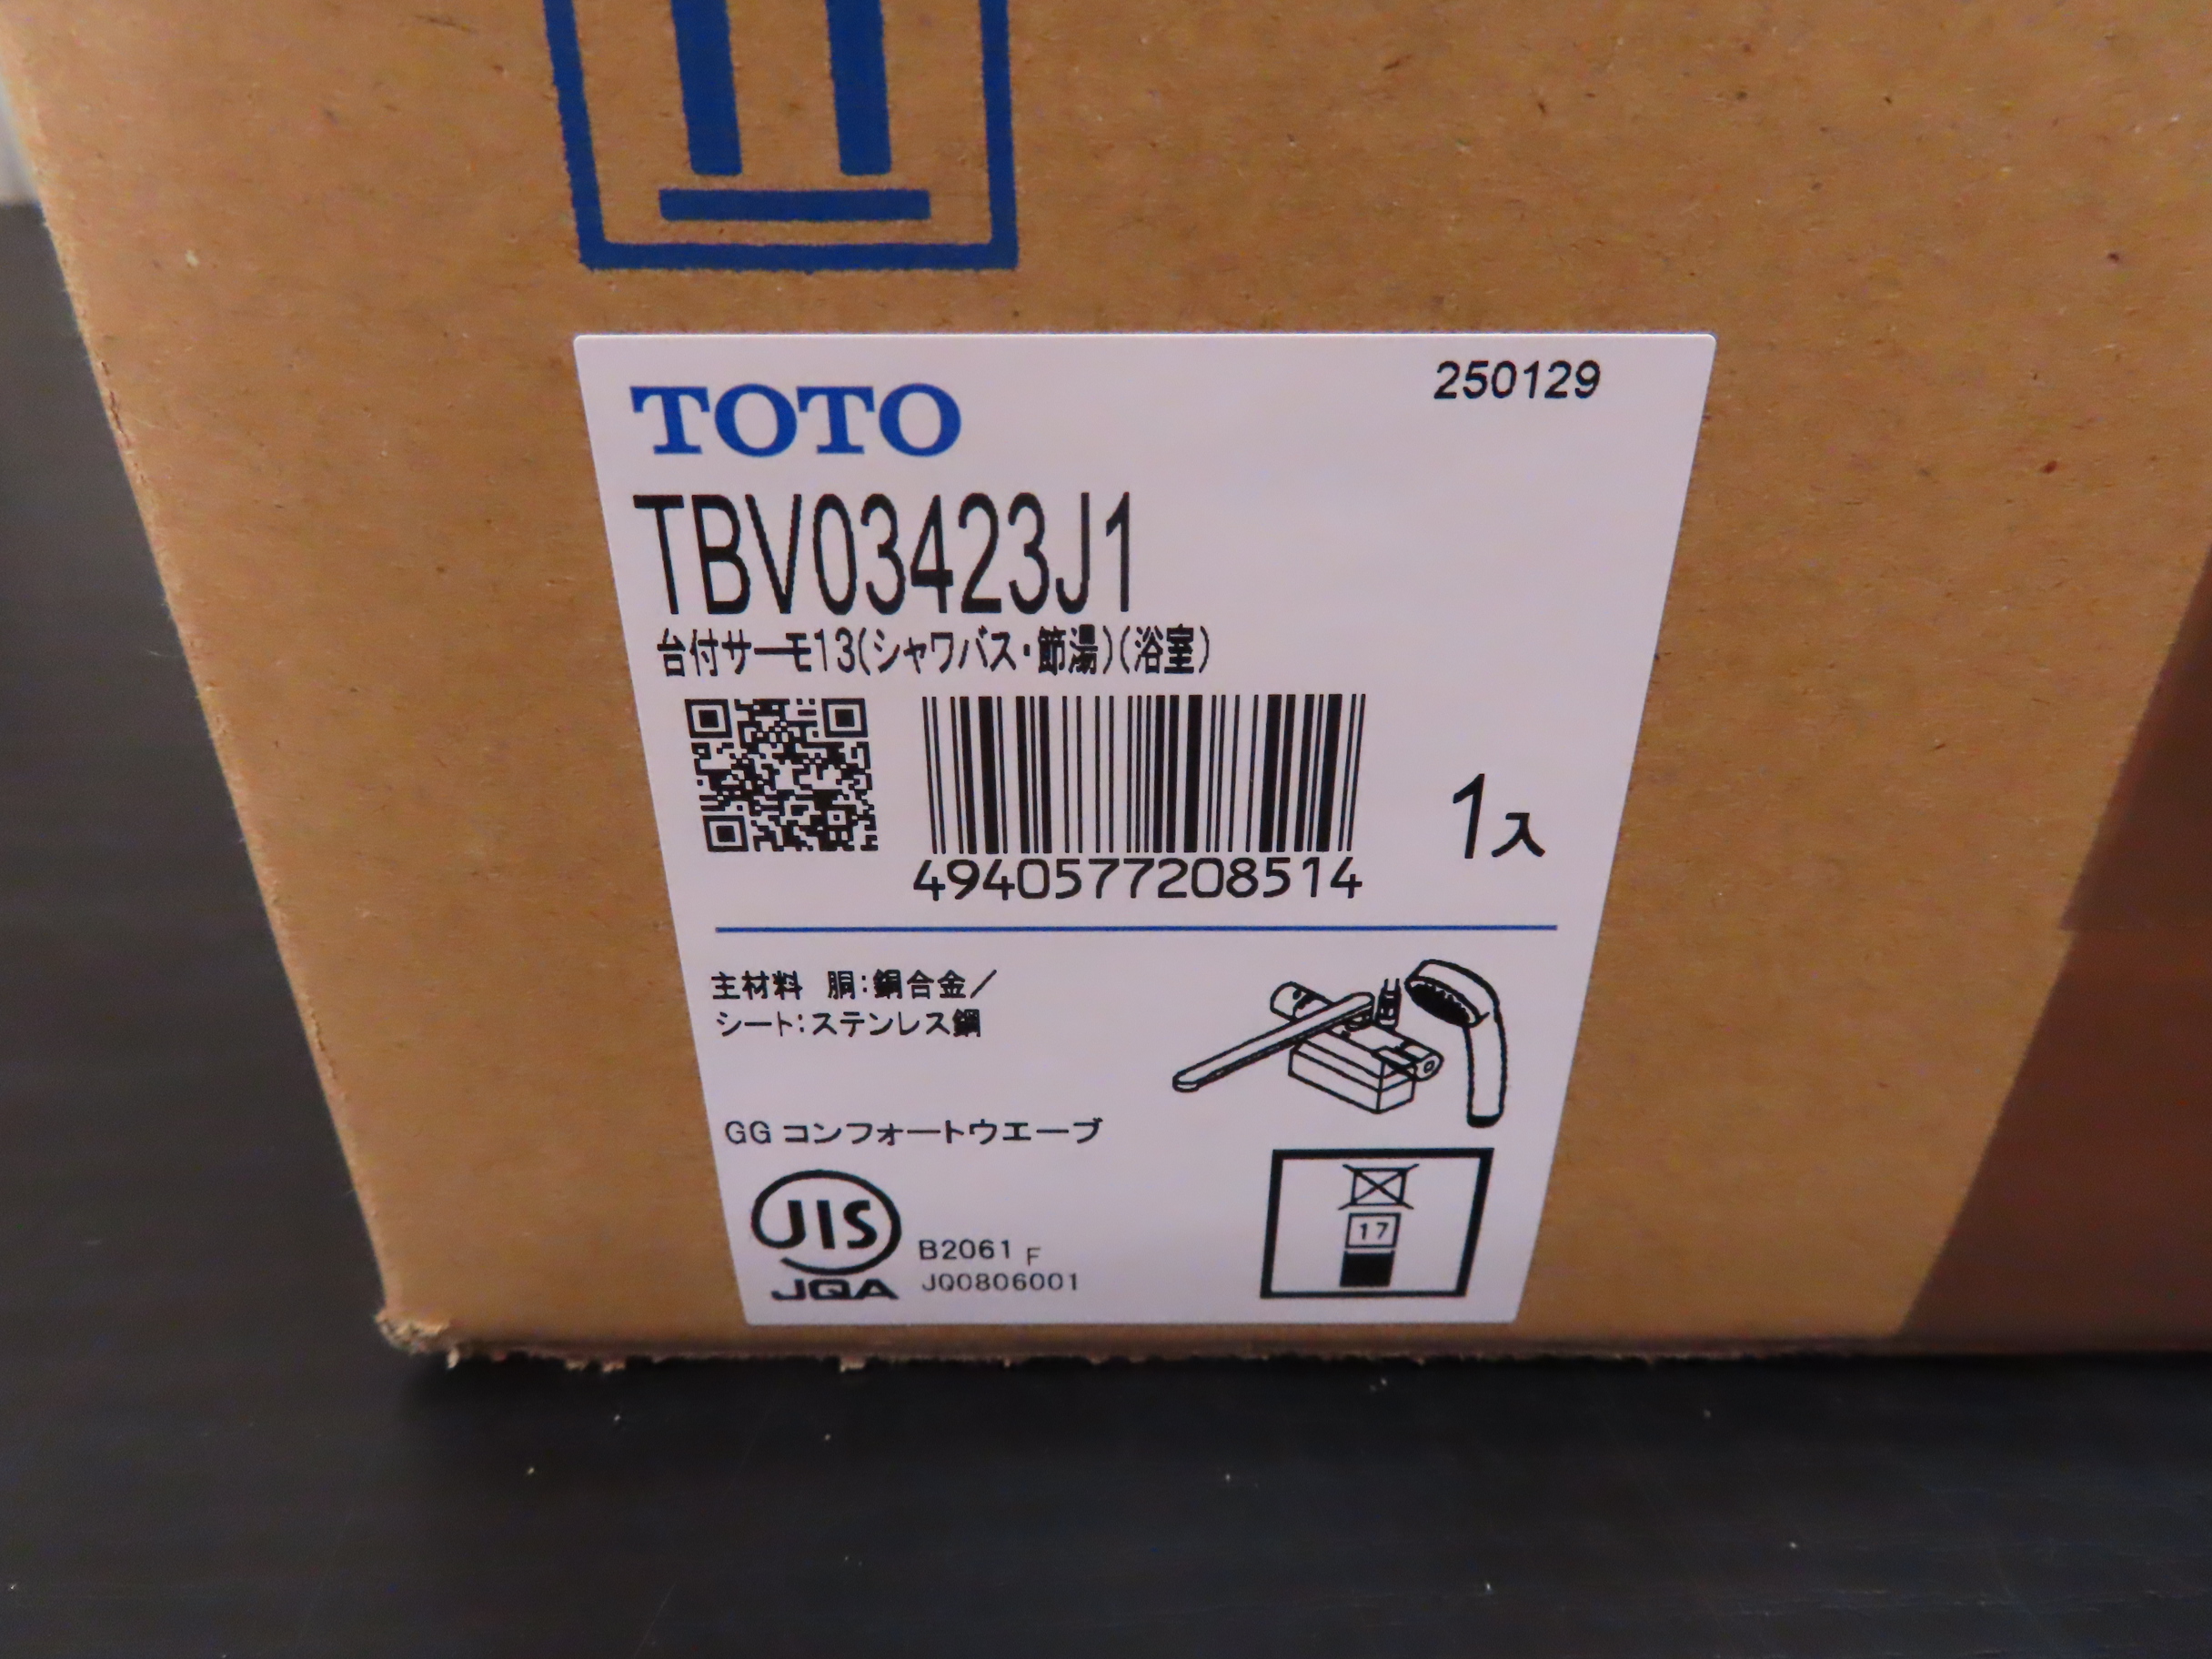 TOTO
250129
TBV03423J1
台付サーモ13(シャワバス・節湯)(浴室)
4940577208514
1入
主材料 胴:銅合金/
シート:ステンレス鋼
GG コンフォートウエーブ
17
JIS
B2061 F
JQA
JQ0806001